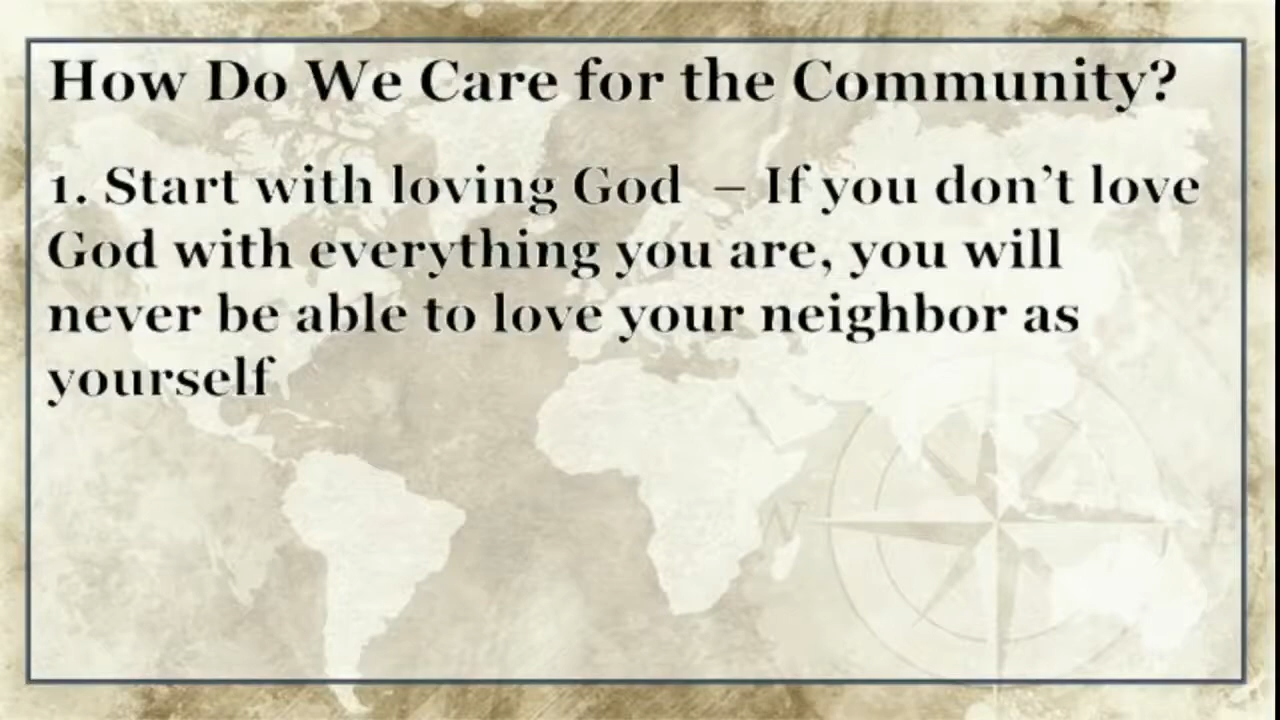 How Do We Care for the Community?
1. Start with loving God – If you don’t love
God with everything you are, you will
never be able to love your neighbor as
yourself
N